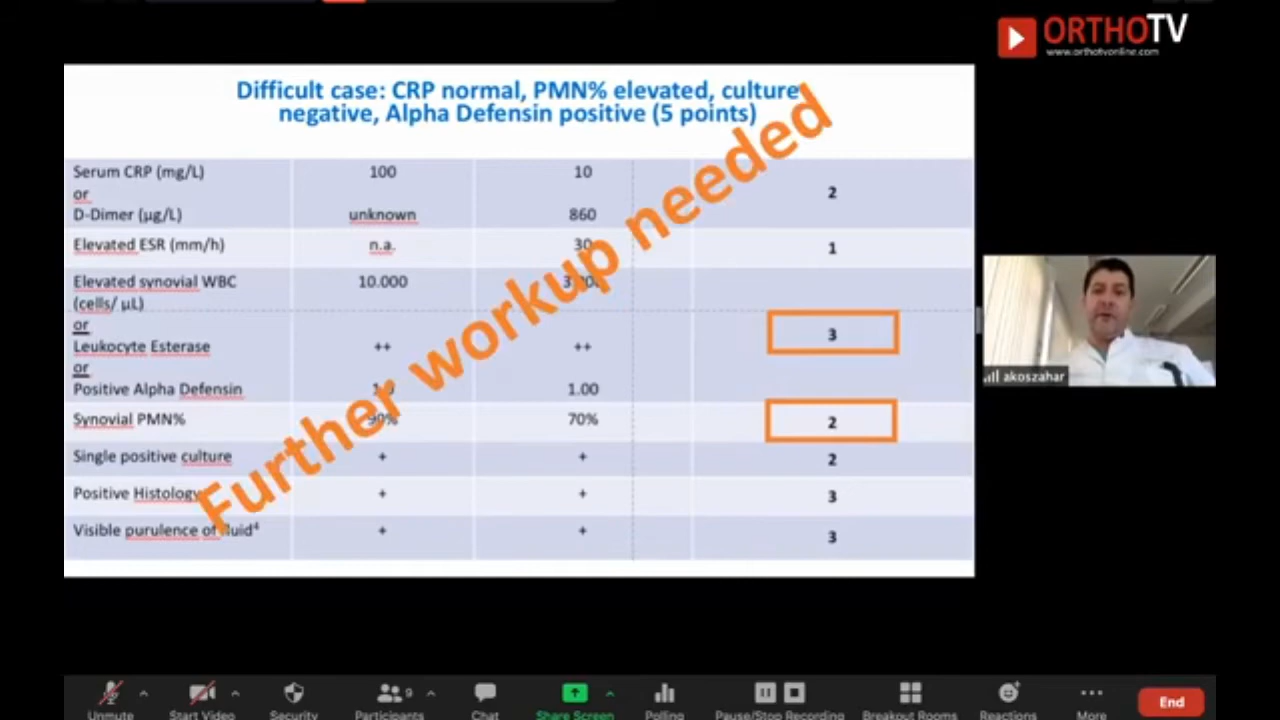 ORTHOTV
www.orthotvonline.com
Difficult case: CRP normal, PMN% elevated, culture
negative, Alpha Defensin positive (5 points)
Serum CRP (mg/L) 100 10
or 2
D-Dimer (µg/L) unknown 860
Elevated ESR (mm/h) n.a. 30 1
Elevated synovial WBC 10.000
(cells/ µL)
or
3
Leukocyte Esterase ++ ++
or
Positive Alpha Defensin 1.00
Synovial PMN% 90% 70% 2
Single positive culture + + 2
Positive Histology + + 3
Visible purulence of fluid⁴ + + 3
Further workup needed
akoszahar
Unmute
Start Video
Security
Participants 9
Chat
Share Screen
Polling
Pause/Stop Recording
Breakout Rooms
Reactions
More
End